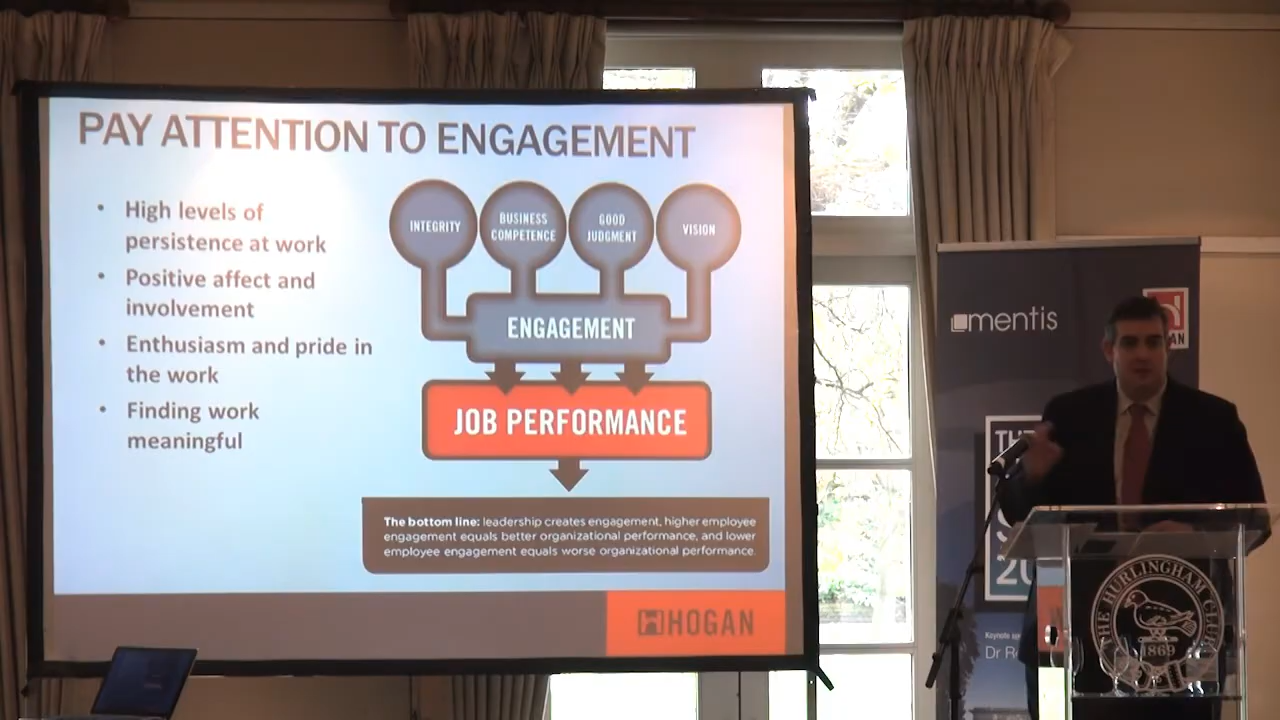 PAY ATTENTION TO ENGAGEMENT
• High levels of
persistence at work
• Positive affect and
involvement
• Enthusiasm and pride in
the work
• Finding work
meaningful
INTEGRITY
BUSINESS
COMPETENCE
GOOD
JUDGMENT
VISION
ENGAGEMENT
JOB PERFORMANCE
The bottom line: leadership creates engagement, higher employee
engagement equals better organizational performance, and lower
employee engagement equals worse organizational performance.
HOGAN
mentis
THE
20
Dr
THE HURLINGHAM CLUB
1869